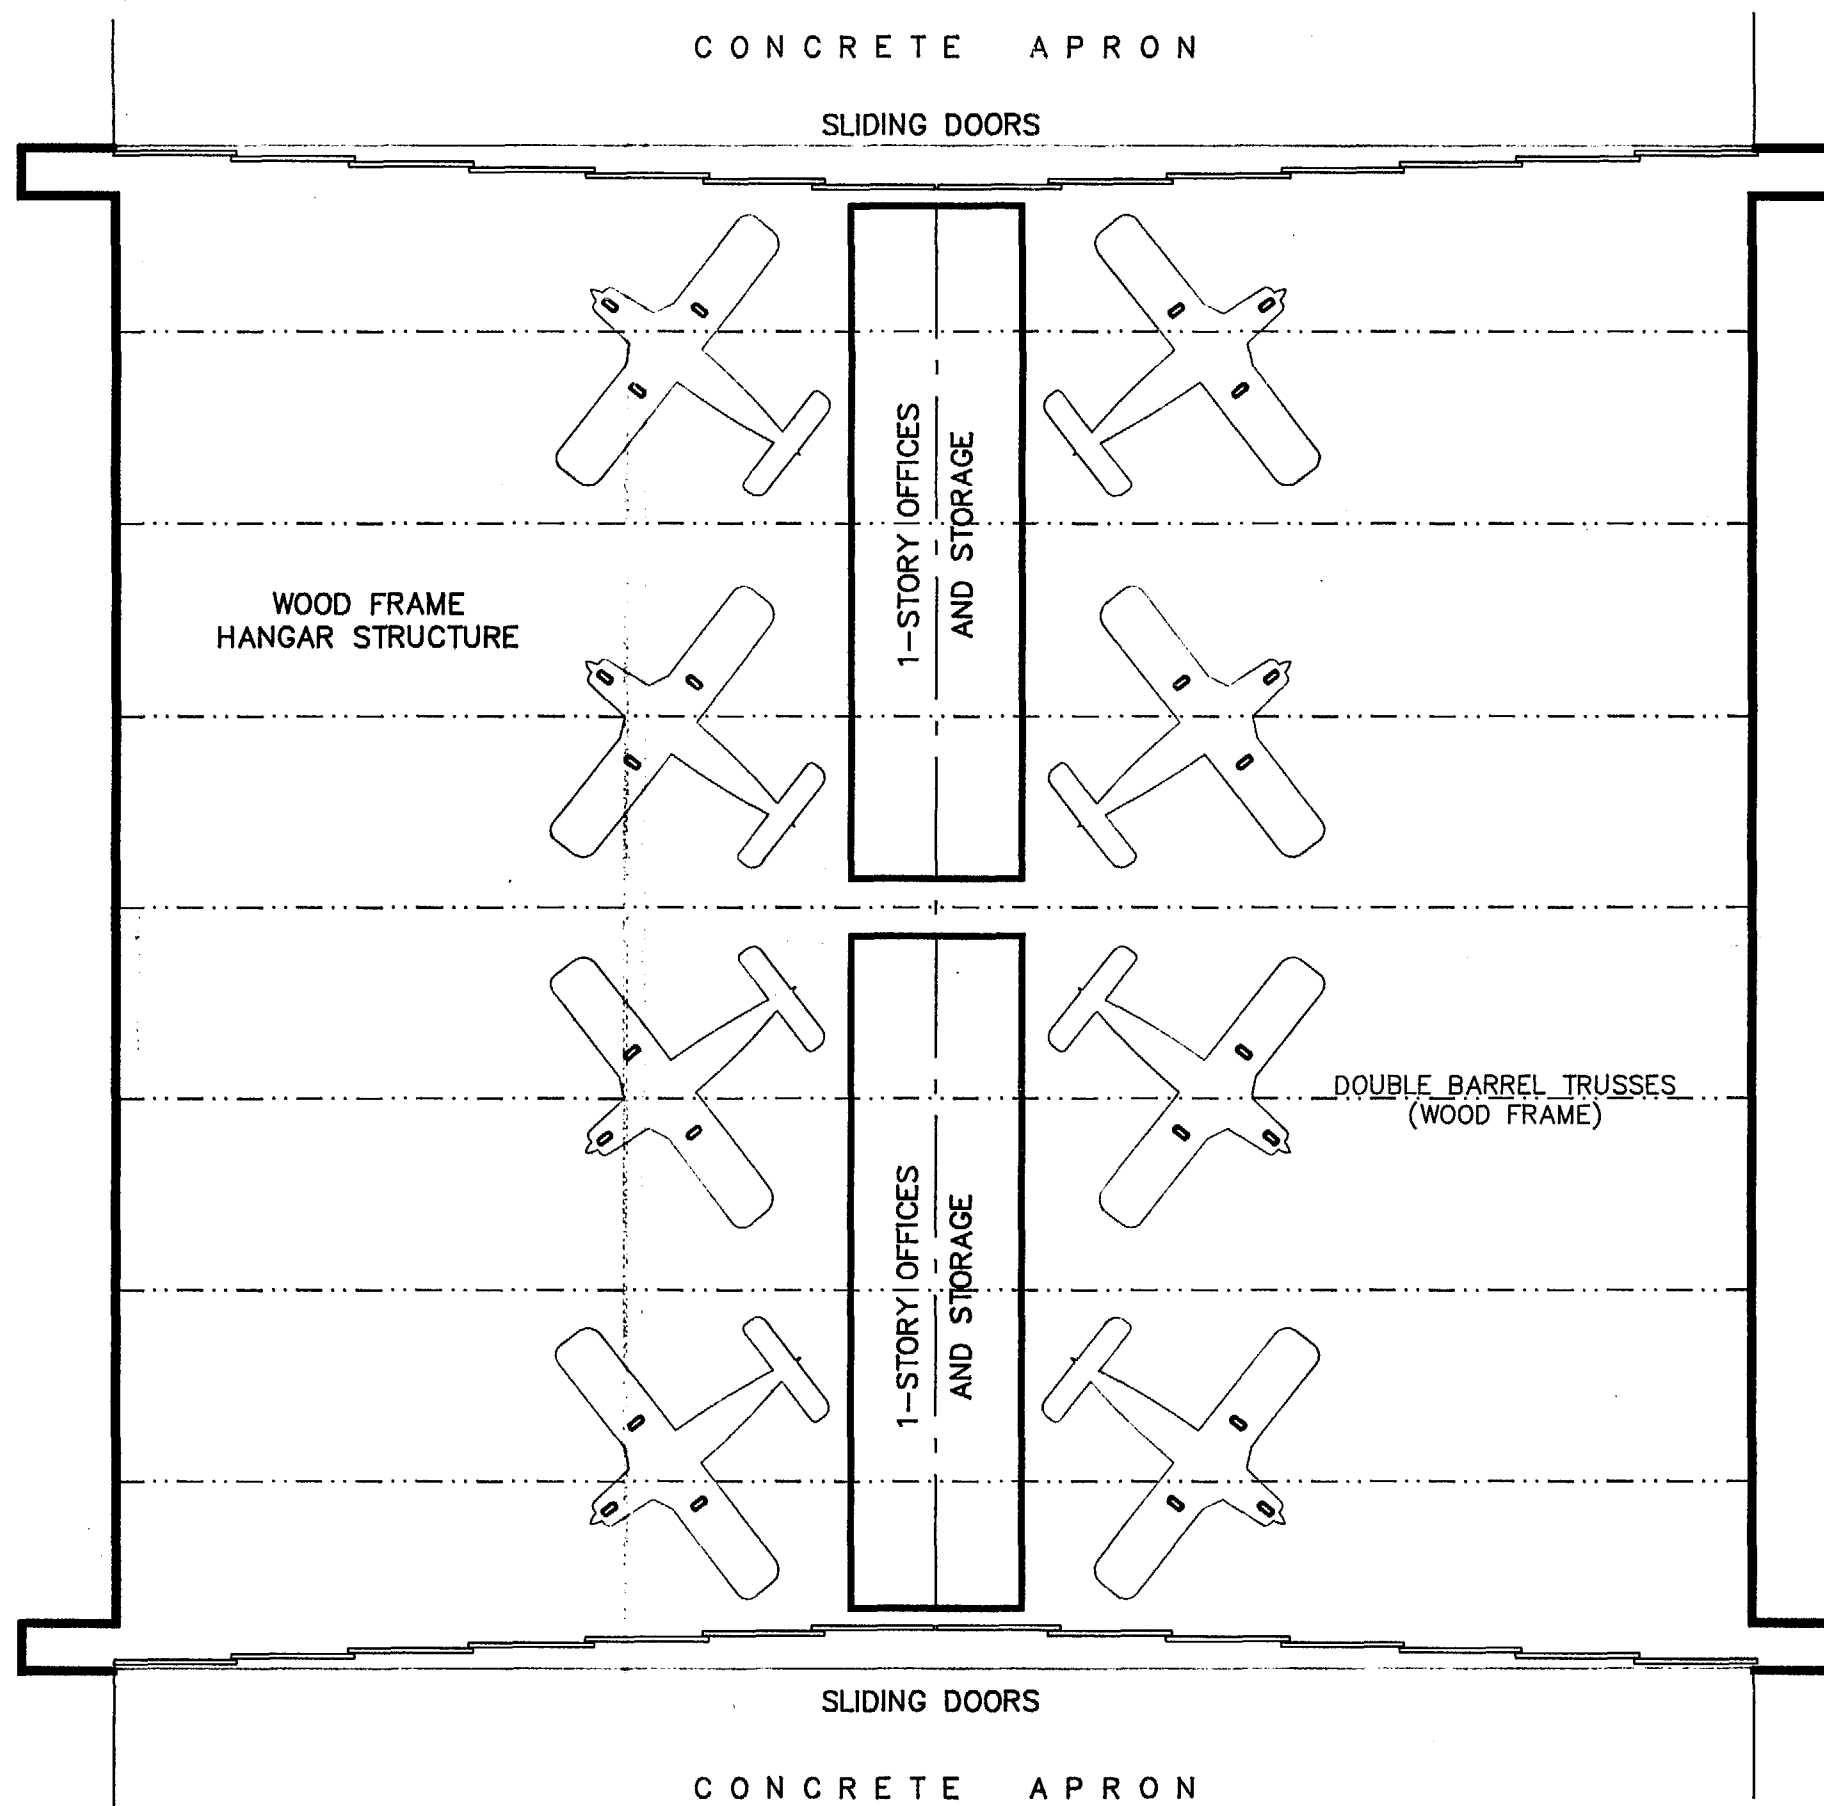 CONCRETE APRON
SLIDING DOORS
1-STORY OFFICES
AND STORAGE
WOOD FRAME
HANGAR STRUCTURE
DOUBLE BARREL TRUSSES
(WOOD FRAME)
1-STORY OFFICES
AND STORAGE
SLIDING DOORS
CONCRETE APRON